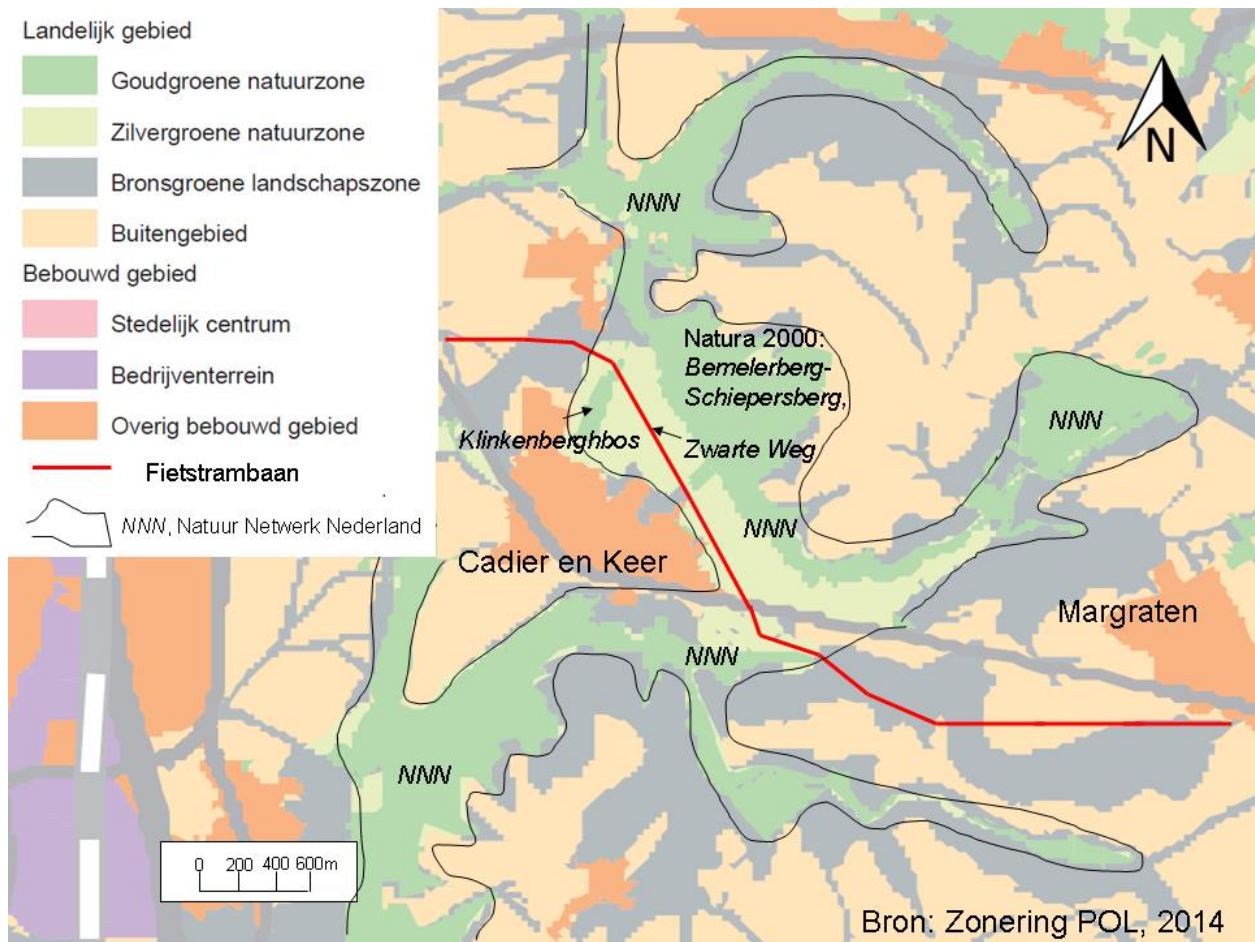 Landelijk gebied
Goudgroene natuurzone
Zilvergroene natuurzone
Bronsgroene landschapszone
Buitengebied
Bebouwd gebied
Stedelijk centrum
Bedrijventerrein
Overig bebouwd gebied
Fietstrambaan
NNN, Natuur Netwerk Nederland
N
NNN
Natura 2000:
Bemelerberg-
Schiepersberg,
NNN
Klinkenberghbos
Zwarte Weg
NNN
Cadier en Keer
Margraten
NNN
NNN
0 200 400 600m
Bron: Zonering POL, 2014